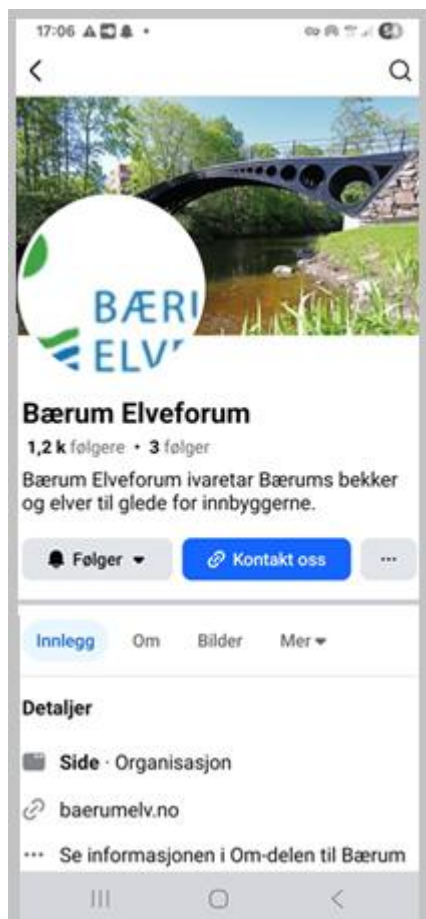 17:06
BÆRU
ELV
Bærum Elveforum
1,2 k følgere • 3 følger
Bærum Elveforum ivaretar Bærums bekker
og elver til glede for innbyggerne.
Følger
Kontakt oss
...
Innlegg Om Bilder Mer
Detaljer
Side · Organisasjon
baerumelv.no
Se informasjonen i Om-delen til Bærum